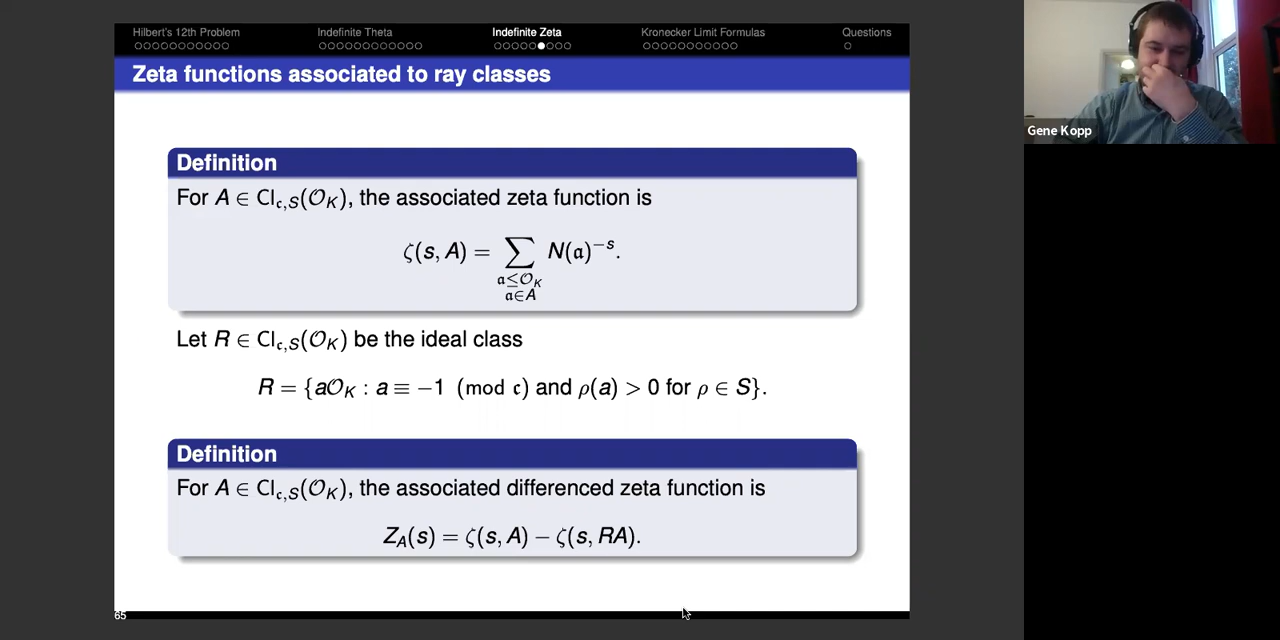 Hilbert's 12th Problem Indefinite Theta Indefinite Zeta Kronecker Limit Formulas Questions
Zeta functions associated to ray classes
Definition
For A ∈ Cl𝔠,S(𝒪K), the associated zeta function is
ζ(s, A) = ∑ N(𝔞)⁻ˢ.
𝔞≤𝒪K
𝔞∈A
Let R ∈ Cl𝔠,S(𝒪K) be the ideal class
R = {a𝒪K : a ≡ −1 (mod 𝔠) and ρ(a) > 0 for ρ ∈ S}.
Definition
For A ∈ Cl𝔠,S(𝒪K), the associated differenced zeta function is
ZA(s) = ζ(s, A) − ζ(s, RA).
65
Gene Kopp